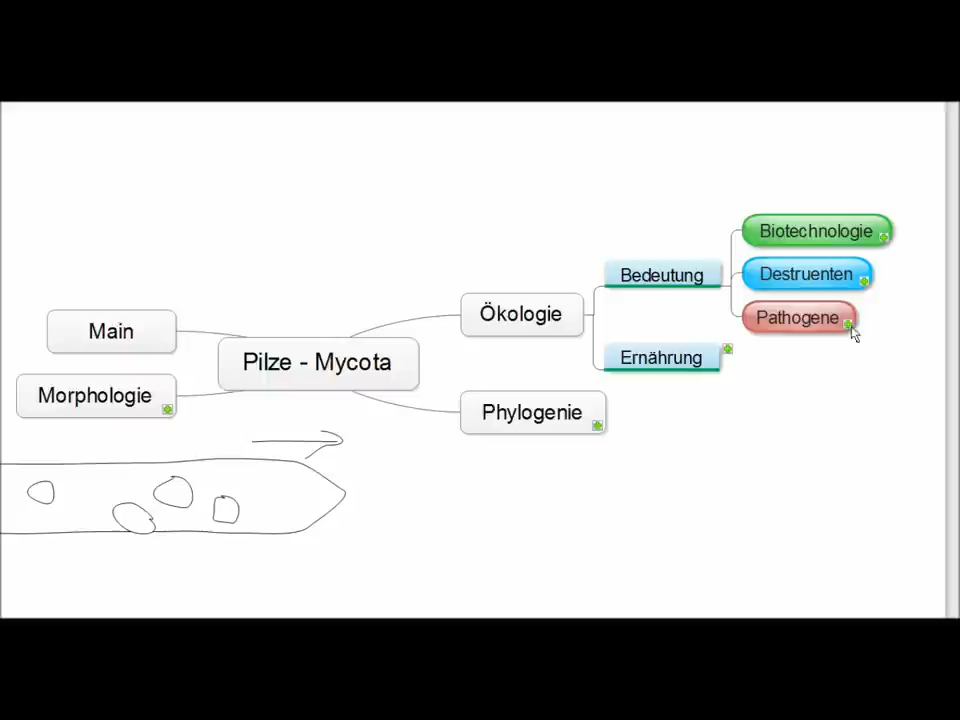 Main
Morphologie
Pilze - Mycota
Ökologie
Phylogenie
Bedeutung
Ernährung
Biotechnologie
Destruenten
Pathogene